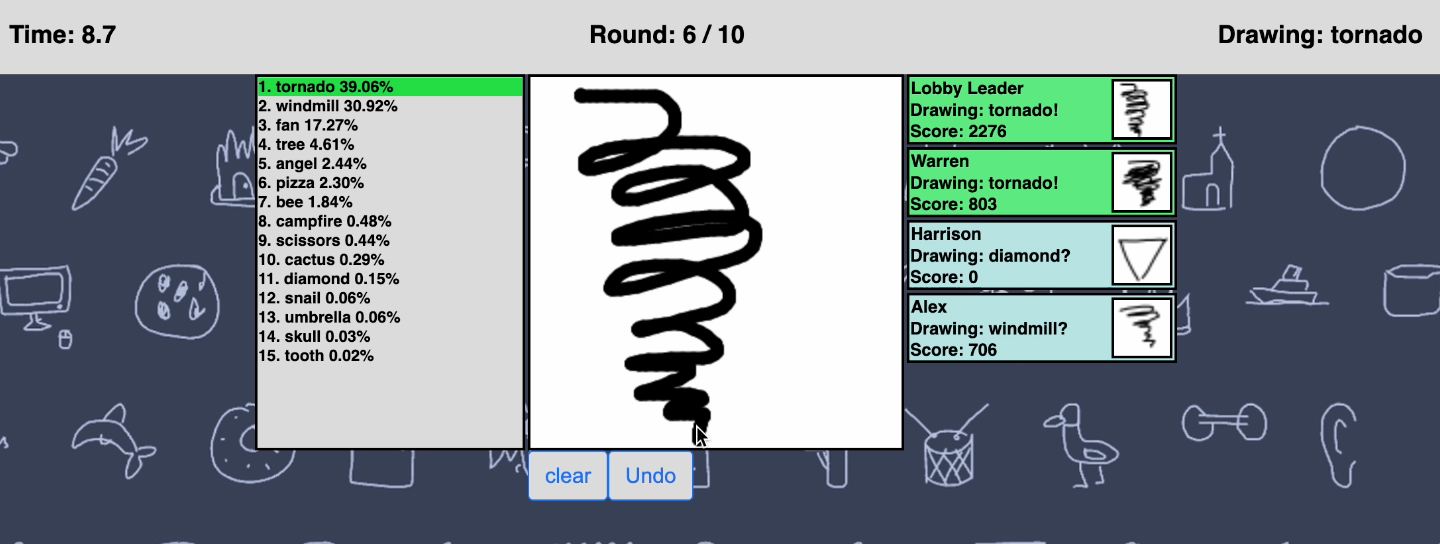 Time: 8.7
Round: 6 / 10
Drawing: tornado
1. tornado 39.06%
2. windmill 30.92%
3. fan 17.27%
4. tree 4.61%
5. angel 2.44%
6. pizza 2.30%
7. bee 1.84%
8. campfire 0.48%
9. scissors 0.44%
10. cactus 0.29%
11. diamond 0.15%
12. snail 0.06%
13. umbrella 0.06%
14. skull 0.03%
15. tooth 0.02%
clear
Undo
Lobby Leader
Drawing: tornado!
Score: 2276
Warren
Drawing: tornado!
Score: 803
Harrison
Drawing: diamond?
Score: 0
Alex
Drawing: windmill?
Score: 706